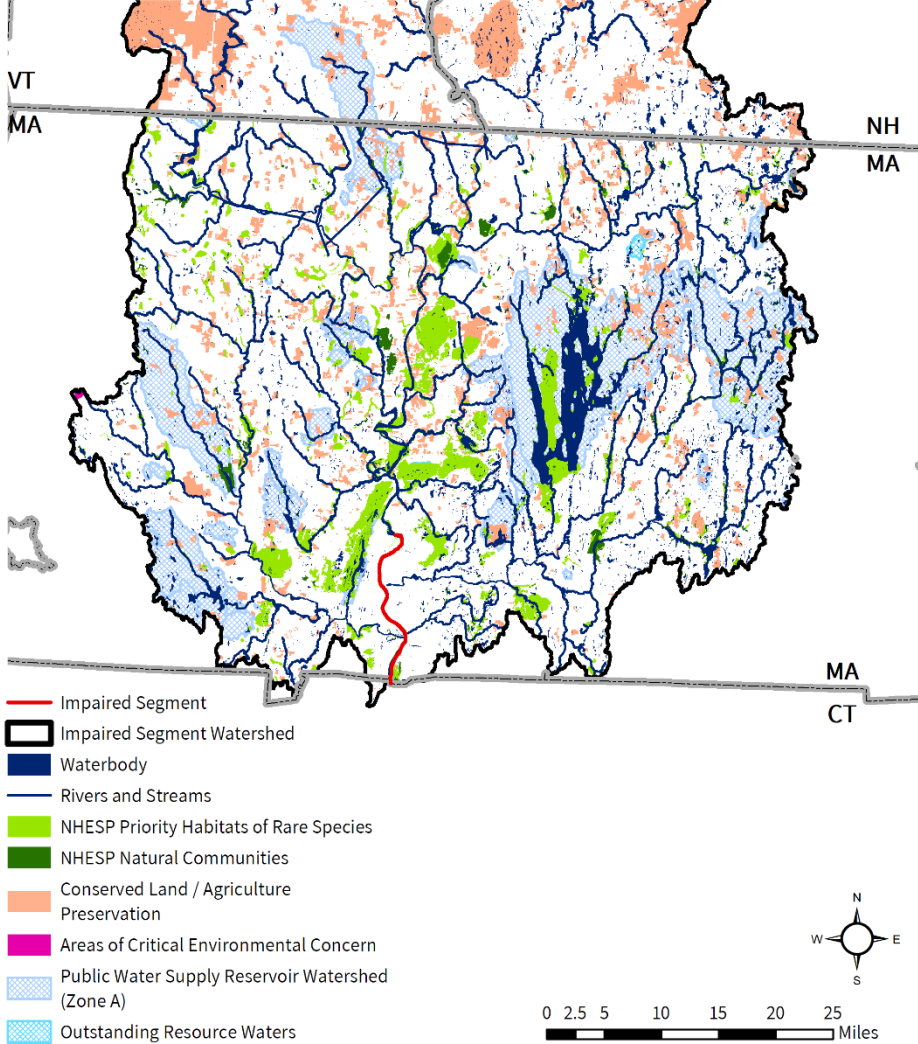 VT
MA
NH
MA
MA
CT
Impaired Segment
Impaired Segment Watershed
Waterbody
Rivers and Streams
NHESP Priority Habitats of Rare Species
NHESP Natural Communities
Conserved Land / Agriculture
Preservation
Areas of Critical Environmental Concern
Public Water Supply Reservoir Watershed
(Zone A)
Outstanding Resource Waters
N
W E
S
0 2.5 5 10 15 20 25
Miles